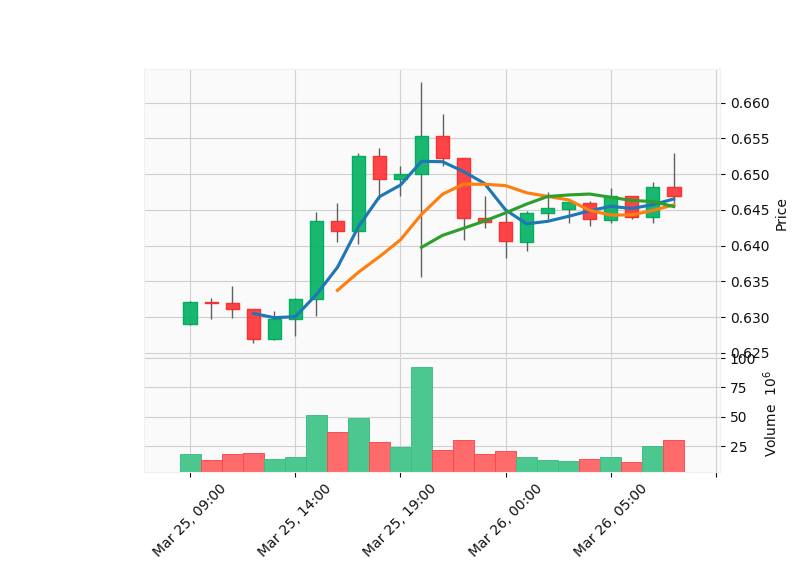 0.660
0.655
0.650
0.645
0.640
0.635
0.630
0.625
Price
100
75
50
25
Volume 10⁶
Mar 25, 09:00
Mar 25, 14:00
Mar 25, 19:00
Mar 26, 00:00
Mar 26, 05:00